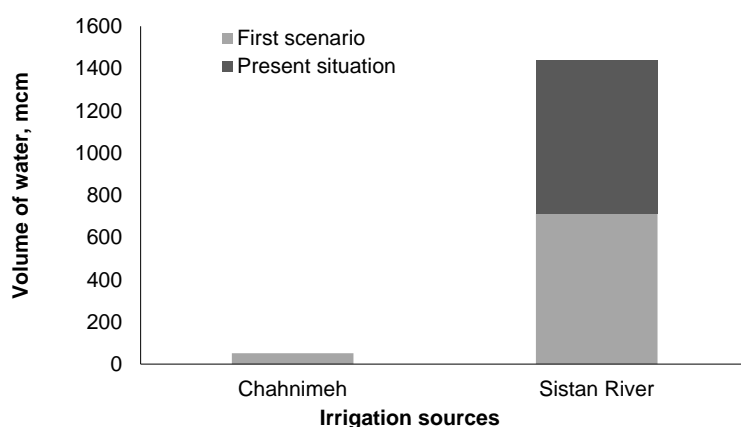 Volume of water, mcm
1600
1400
1200
1000
800
600
400
200
0
First scenario
Present situation
Chahnimeh
Sistan River
Irrigation sources